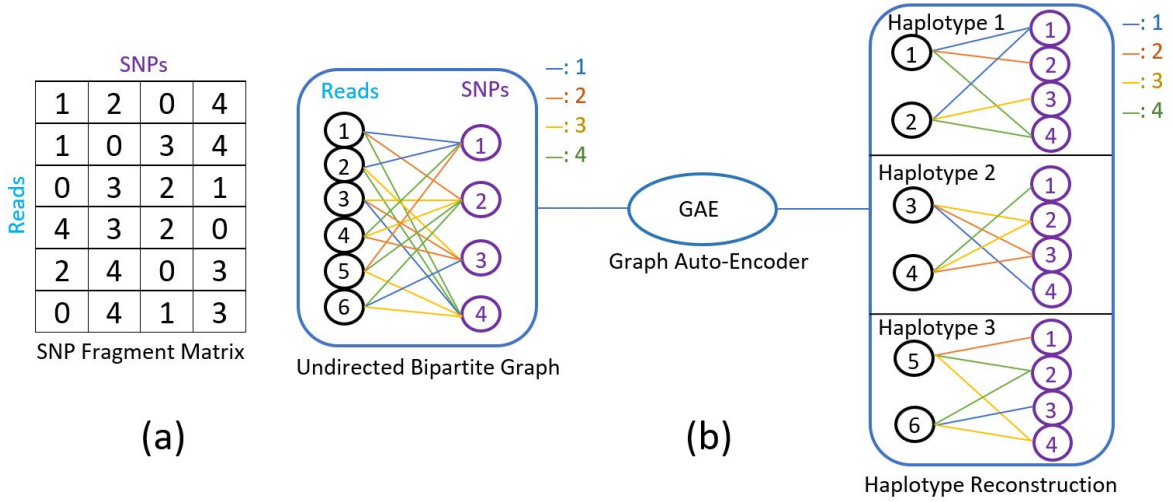 SNPs
Reads
1 2 0 4
1 0 3 4
0 3 2 1
4 3 2 0
2 4 0 3
0 4 1 3
SNP Fragment Matrix
(a)
Reads SNPs
1
2
3
4
5
6
1
2
3
4
—: 1
—: 2
—: 3
—: 4
Undirected Bipartite Graph
GAE
Graph Auto-Encoder
(b)
Haplotype 1
1
2
1
2
3
4
Haplotype 2
3
4
1
2
3
4
Haplotype 3
5
6
1
2
3
4
—: 1
—: 2
—: 3
—: 4
Haplotype Reconstruction